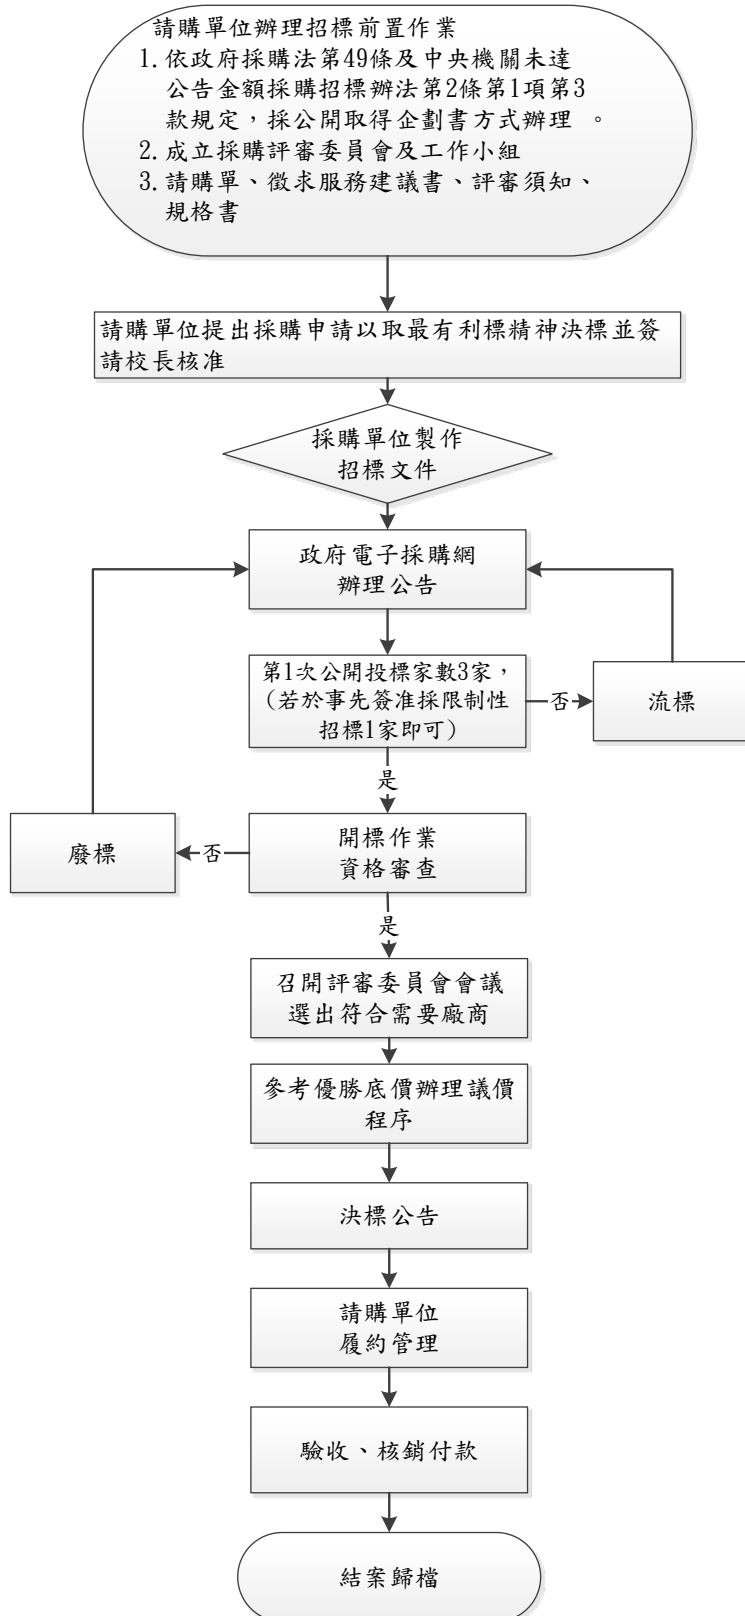 請購單位辦理招標前置作業
1.依政府採購法第49條及中央機關未達
公告金額採購招標辦法第2條第1項第3
款規定，採公開取得企劃書方式辦理 。
2.成立採購評審委員會及工作小組
3.請購單、徵求服務建議書、評審須知、
規格書
請購單位提出採購申請以取最有利標精神決標並簽
請校長核准
採購單位製作
招標文件
政府電子採購網
辦理公告
第1次公開投標家數3家，
（若於事先簽准採限制性
招標1家即可）
否
流標
是
廢標
否
開標作業
資格審查
是
召開評審委員會會議
選出符合需要廠商
參考優勝底價辦理議價
程序
決標公告
請購單位
履約管理
驗收、核銷付款
結案歸檔